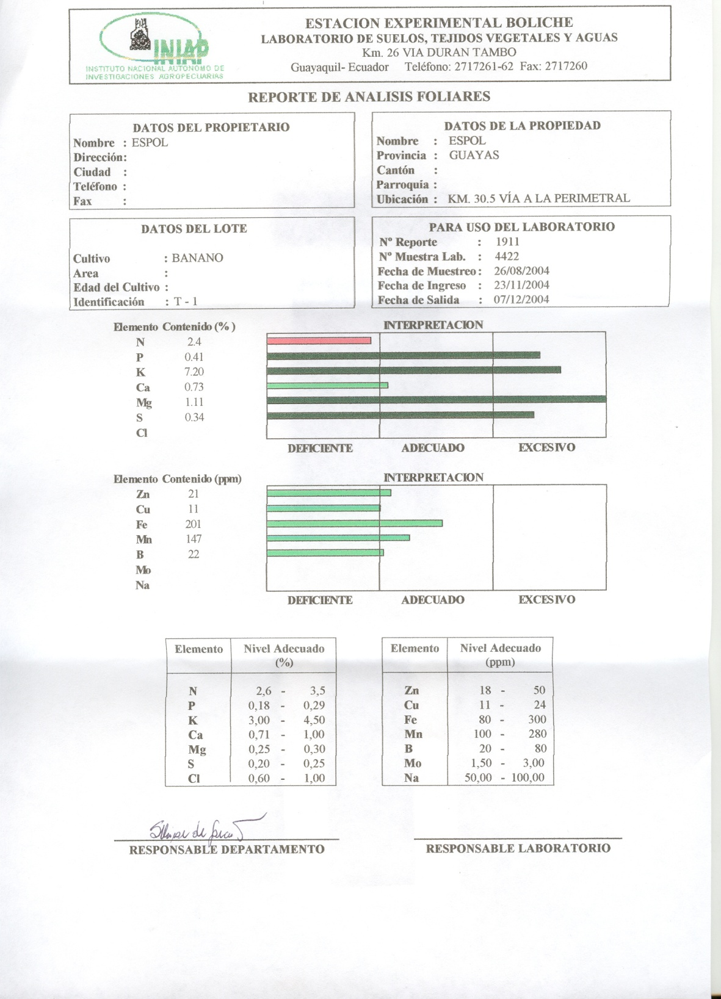 INIAP
INSTITUTO NACIONAL AUTONOMO DE
INVESTIGACIONES AGROPECUARIAS
ESTACION EXPERIMENTAL BOLICHE
LABORATORIO DE SUELOS, TEJIDOS VEGETALES Y AGUAS
Km. 26 VIA DURAN TAMBO
Guayaquil- Ecuador Teléfono: 2717261-62 Fax: 2717260
REPORTE DE ANALISIS FOLIARES
DATOS DEL PROPIETARIO
Nombre : ESPOL
Dirección:
Ciudad :
Teléfono :
Fax :
DATOS DE LA PROPIEDAD
Nombre : ESPOL
Provincia : GUAYAS
Cantón :
Parroquia :
Ubicación : KM. 30.5 VÍA A LA PERIMETRAL
DATOS DEL LOTE
Cultivo : BANANO
Area :
Edad del Cultivo :
Identificación : T - 1
PARA USO DEL LABORATORIO
Nº Reporte : 1911
Nº Muestra Lab. : 4422
Fecha de Muestreo : 26/08/2004
Fecha de Ingreso : 23/11/2004
Fecha de Salida : 07/12/2004
Elemento Contenido (% ) INTERPRETACION
N 2.4
P 0.41
K 7.20
Ca 0.73
Mg 1.11
S 0.34
Cl
DEFICIENTE ADECUADO EXCESIVO
Elemento Contenido (ppm) INTERPRETACION
Zn 21
Cu 11
Fe 201
Mn 147
B 22
Mo
Na
DEFICIENTE ADECUADO EXCESIVO
Elemento Nivel Adecuado
(%)
N 2,6 - 3,5
P 0,18 - 0,29
K 3,00 - 4,50
Ca 0,71 - 1,00
Mg 0,25 - 0,30
S 0,20 - 0,25
Cl 0,60 - 1,00
Elemento Nivel Adecuado
(ppm)
Zn 18 - 50
Cu 11 - 24
Fe 80 - 300
Mn 100 - 280
B 20 - 80
Mo 1,50 - 3,00
Na 50,00 - 100,00
RESPONSABLE DEPARTAMENTO
RESPONSABLE LABORATORIO